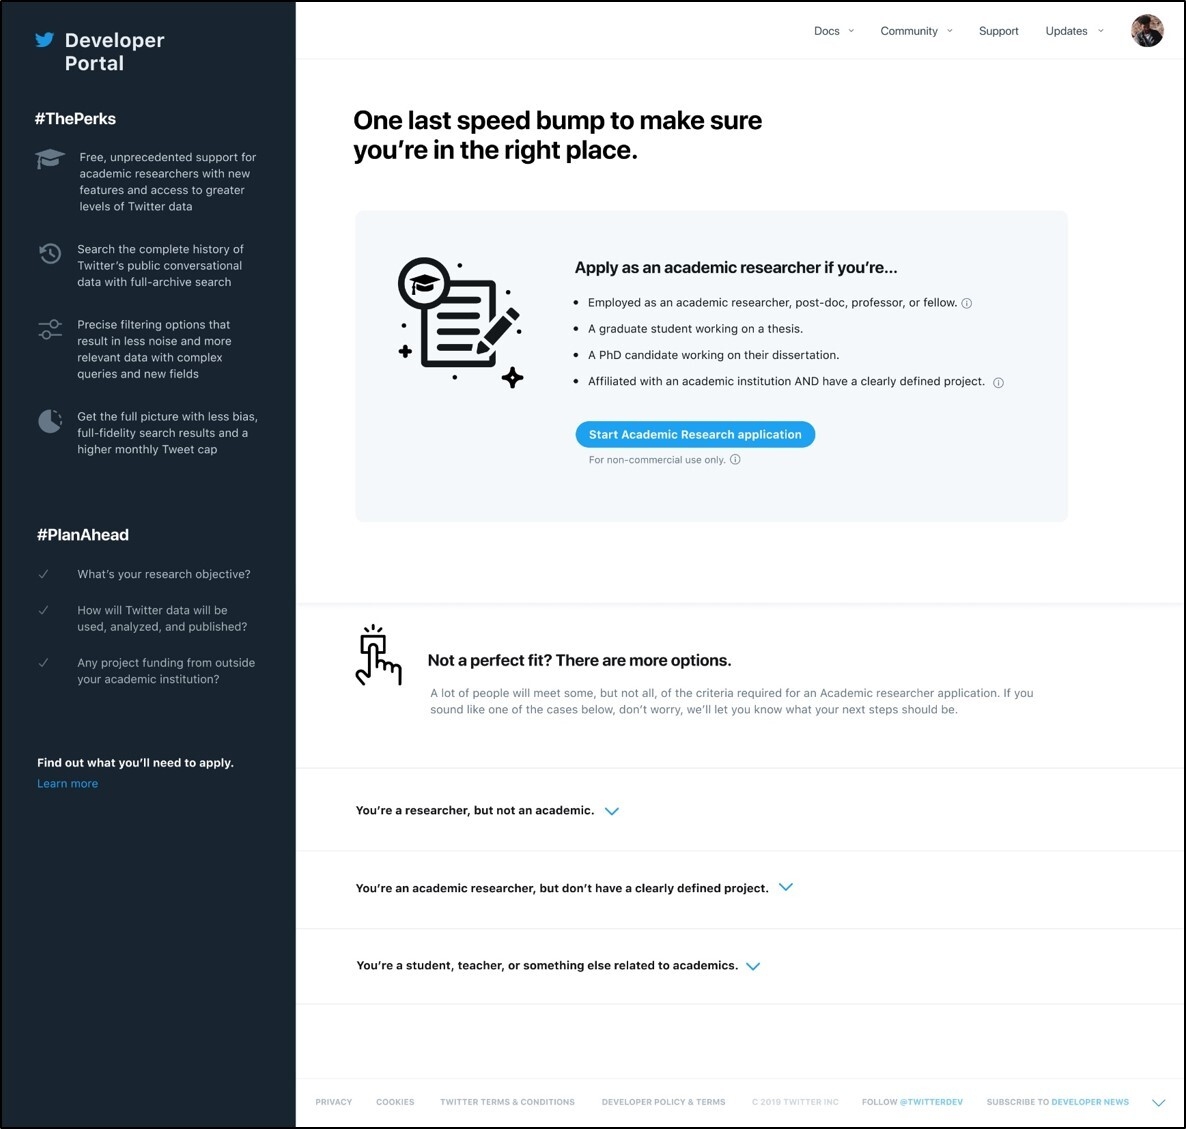 Developer
Portal
#ThePerks
Free, unprecedented support for
academic researchers with new
features and access to greater
levels of Twitter data
Search the complete history of
Twitter’s public conversational
data with full-archive search
Precise filtering options that
result in less noise and more
relevant data with complex
queries and new fields
Get the full picture with less bias,
full-fidelity search results and a
higher monthly Tweet cap
#PlanAhead
What’s your research objective?
How will Twitter data will be
used, analyzed, and published?
Any project funding from outside
your academic institution?
Find out what you’ll need to apply.
Learn more
Docs Community Support Updates
One last speed bump to make sure
you’re in the right place.
Apply as an academic researcher if you’re...
• Employed as an academic researcher, post-doc, professor, or fellow.
• A graduate student working on a thesis.
• A PhD candidate working on their dissertation.
• Affiliated with an academic institution AND have a clearly defined project.
Start Academic Research application
For non-commercial use only.
Not a perfect fit? There are more options.
A lot of people will meet some, but not all, of the criteria required for an Academic researcher application. If you
sound like one of the cases below, don’t worry, we’ll let you know what your next steps should be.
You’re a researcher, but not an academic.
You’re an academic researcher, but don’t have a clearly defined project.
You’re a student, teacher, or something else related to academics.
PRIVACY COOKIES TWITTER TERMS & CONDITIONS DEVELOPER POLICY & TERMS C 2019 TWITTER INC FOLLOW @TWITTERDEV SUBSCRIBE TO DEVELOPER NEWS